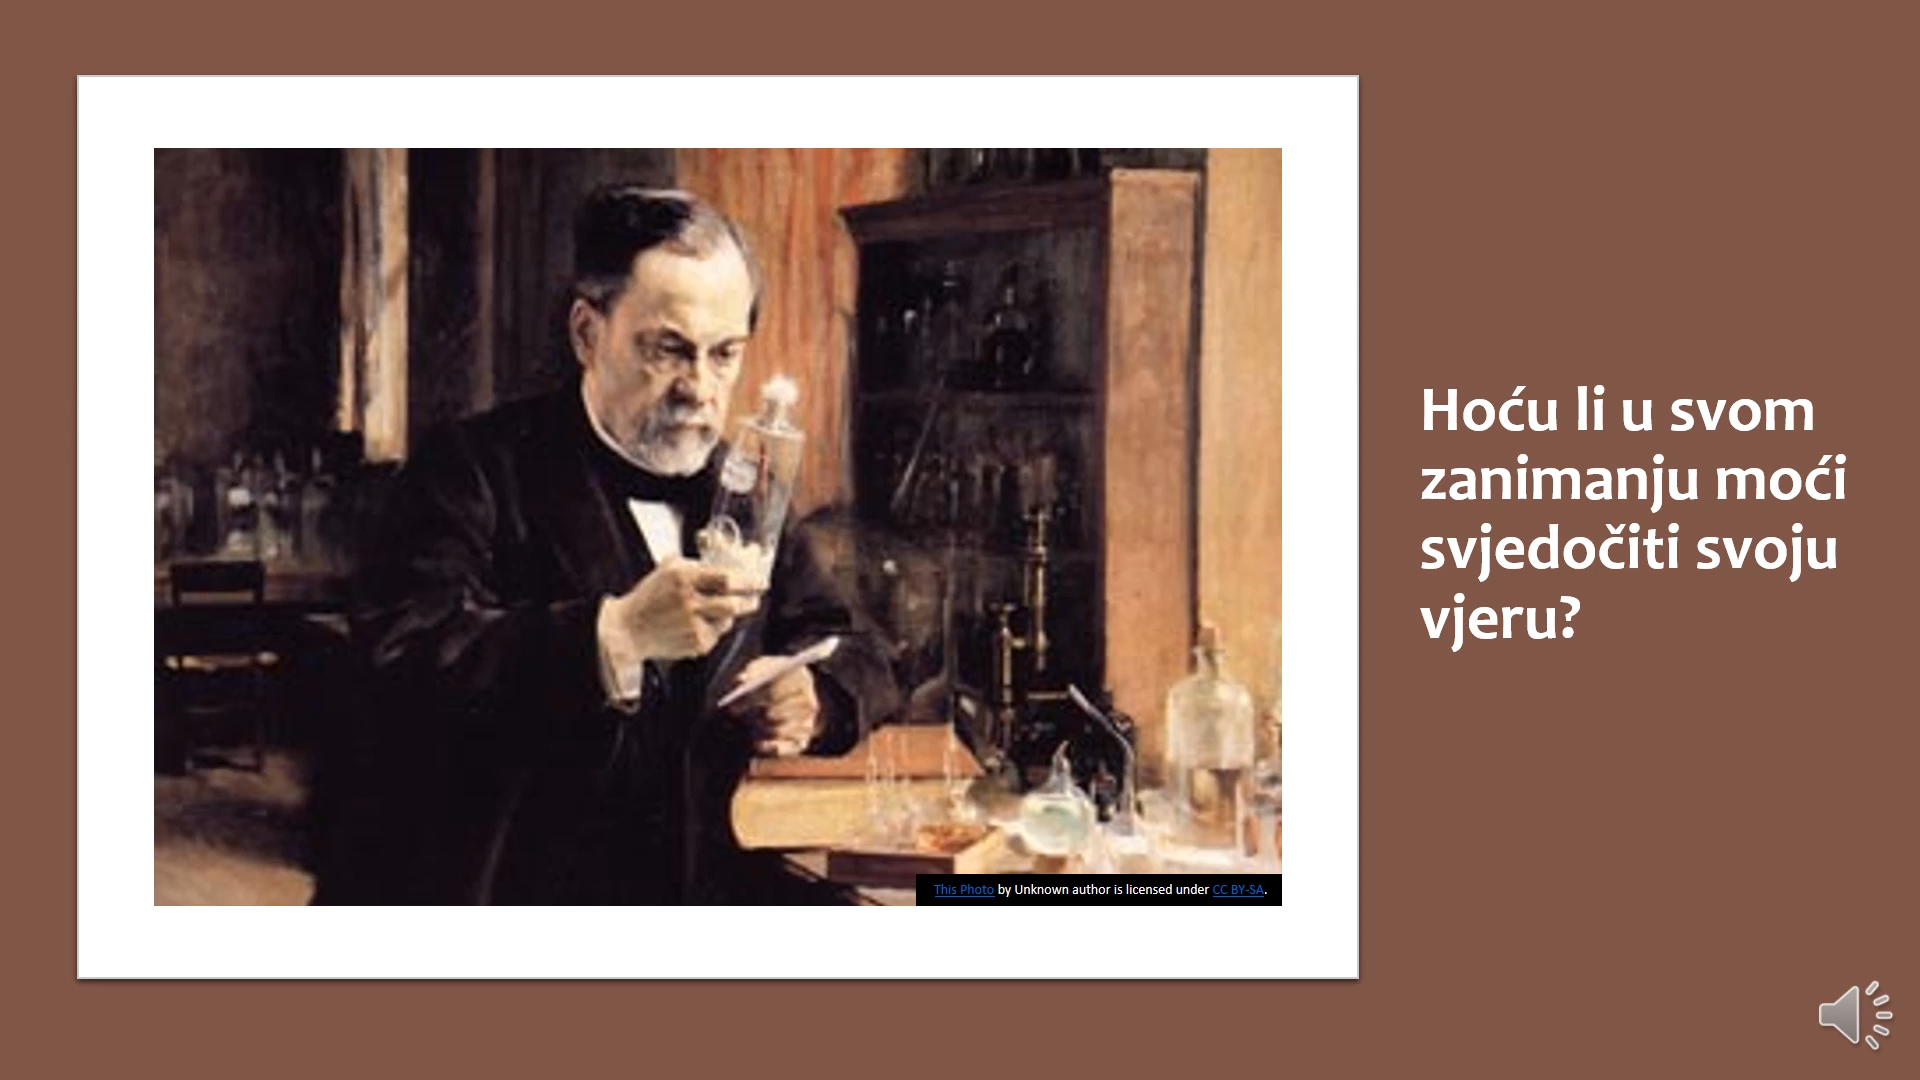 Hoću li u svom
zanimanju moći
svjedočiti svoju
vjeru?
This Photo by Unknown author is licensed under CC BY-SA.